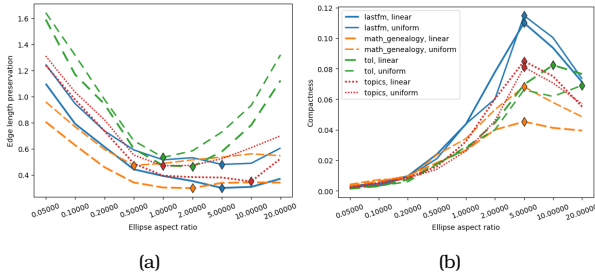 1.6
1.4
1.2
1.0
0.8
0.6
0.4
Edge length preservation
0.05000 0.10000 0.20000 0.50000 1.00000 2.00000 5.00000 10.00000 20.00000
Ellipse aspect ratio
(a)
0.12
0.10
0.08
0.06
0.04
0.02
0.00
Compactness
lastfm, linear
lastfm, uniform
math_genealogy, linear
math_genealogy, uniform
tol, linear
tol, uniform
topics, linear
topics, uniform
0.05000 0.10000 0.20000 0.50000 1.00000 2.00000 5.00000 10.00000 20.00000
Ellipse aspect ratio
(b)